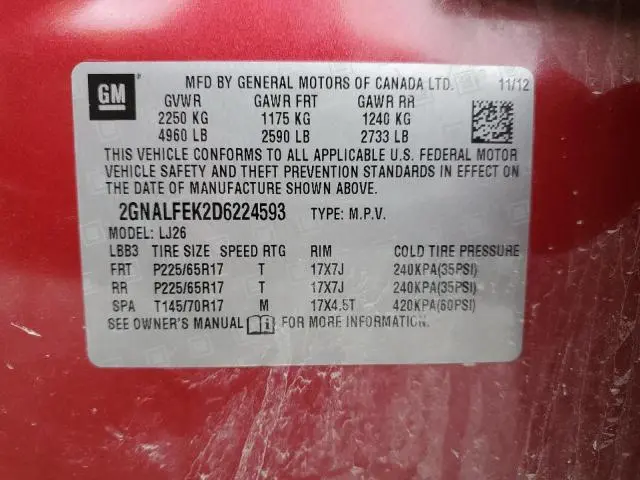 GM
MFD BY GENERAL MOTORS OF CANADA LTD. 11/12
GVWR GAWR FRT GAWR RR
2250 KG 1175 KG 1240 KG
4960 LB 2590 LB 2733 LB
THIS VEHICLE CONFORMS TO ALL APPLICABLE U.S. FEDERAL MOTOR
VEHICLE SAFETY AND THEFT PREVENTION STANDARDS IN EFFECT ON
THE DATE OF MANUFACTURE SHOWN ABOVE.
2GNALFEK2D6224593 TYPE: M.P.V.
MODEL: LJ26
LBB3 TIRE SIZE SPEED RTG RIM COLD TIRE PRESSURE
FRT P225/65R17 T 17X7J 240KPA(35PSI)
RR P225/65R17 T 17X7J 240KPA(35PSI)
SPA T145/70R17 M 17X4.5T 420KPA(60PSI)
SEE OWNER'S MANUAL i FOR MORE INFORMATION.